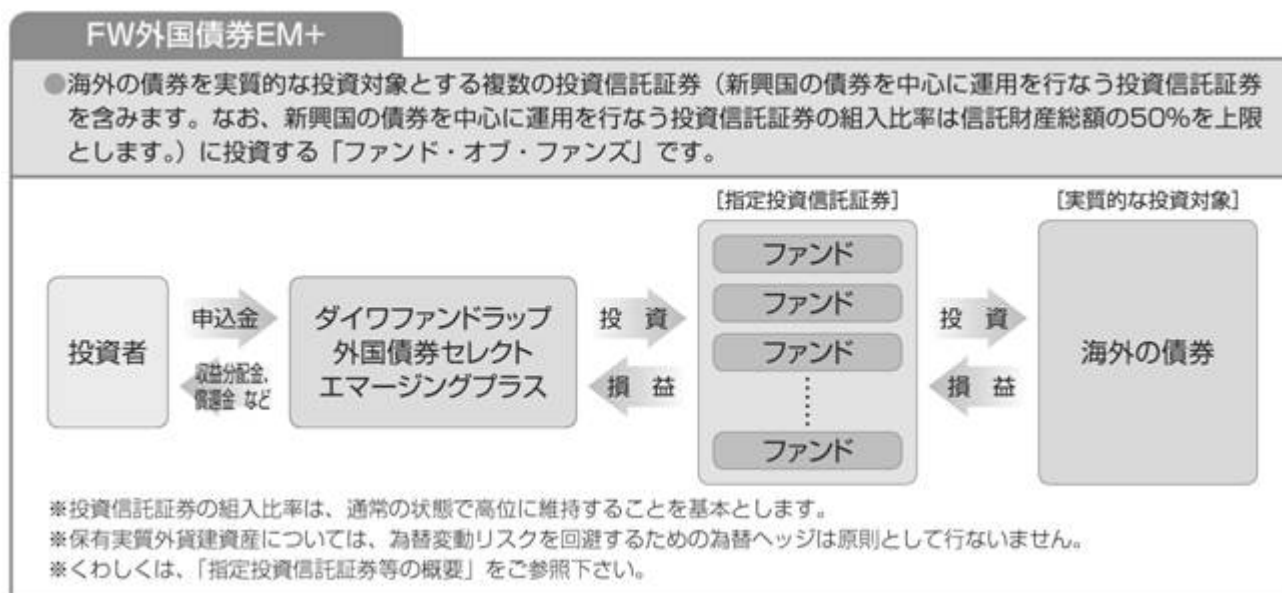 FW外国債券EM+
●海外の債券を実質的な投資対象とする複数の投資信託証券（新興国の債券を中心に運用を行なう投資信託証券
を含みます。なお、新興国の債券を中心に運用を行なう投資信託証券の組入比率は信託財産総額の50%を上限
とします。）に投資する「ファンド・オブ・ファンズ」です。
[指定投資信託証券]
[実質的な投資対象]
投資者
申込金
収益分配金、
償還金 など
ダイワファンドラップ
外国債券セレクト
エマージングプラス
投 資
損 益
ファンド
ファンド
ファンド
ファンド
投 資
損 益
海外の債券
※投資信託証券の組入比率は、通常の状態で高位に維持することを基本とします。
※保有実質外貨建資産については、為替変動リスクを回避するための為替ヘッジは原則として行ないません。
※くわしくは、「指定投資信託証券等の概要」をご参照下さい。